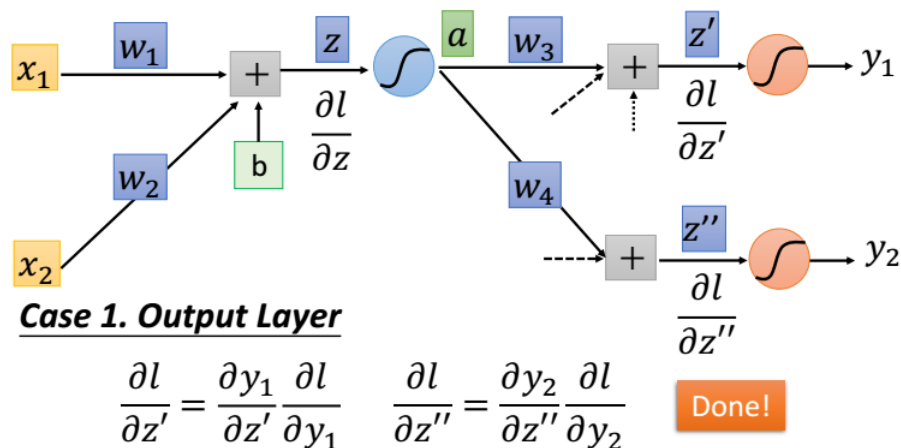 x₁ w₁ + z a w₃ + z′ y₁
∂l/∂z ∂l/∂z′
w₂ b w₄
x₂ + z′′ y₂
∂l/∂z′′
Case 1. Output Layer
∂l/∂z′ = ∂y₁/∂z′ ∂l/∂y₁ ∂l/∂z′′ = ∂y₂/∂z′′ ∂l/∂y₂ Done!